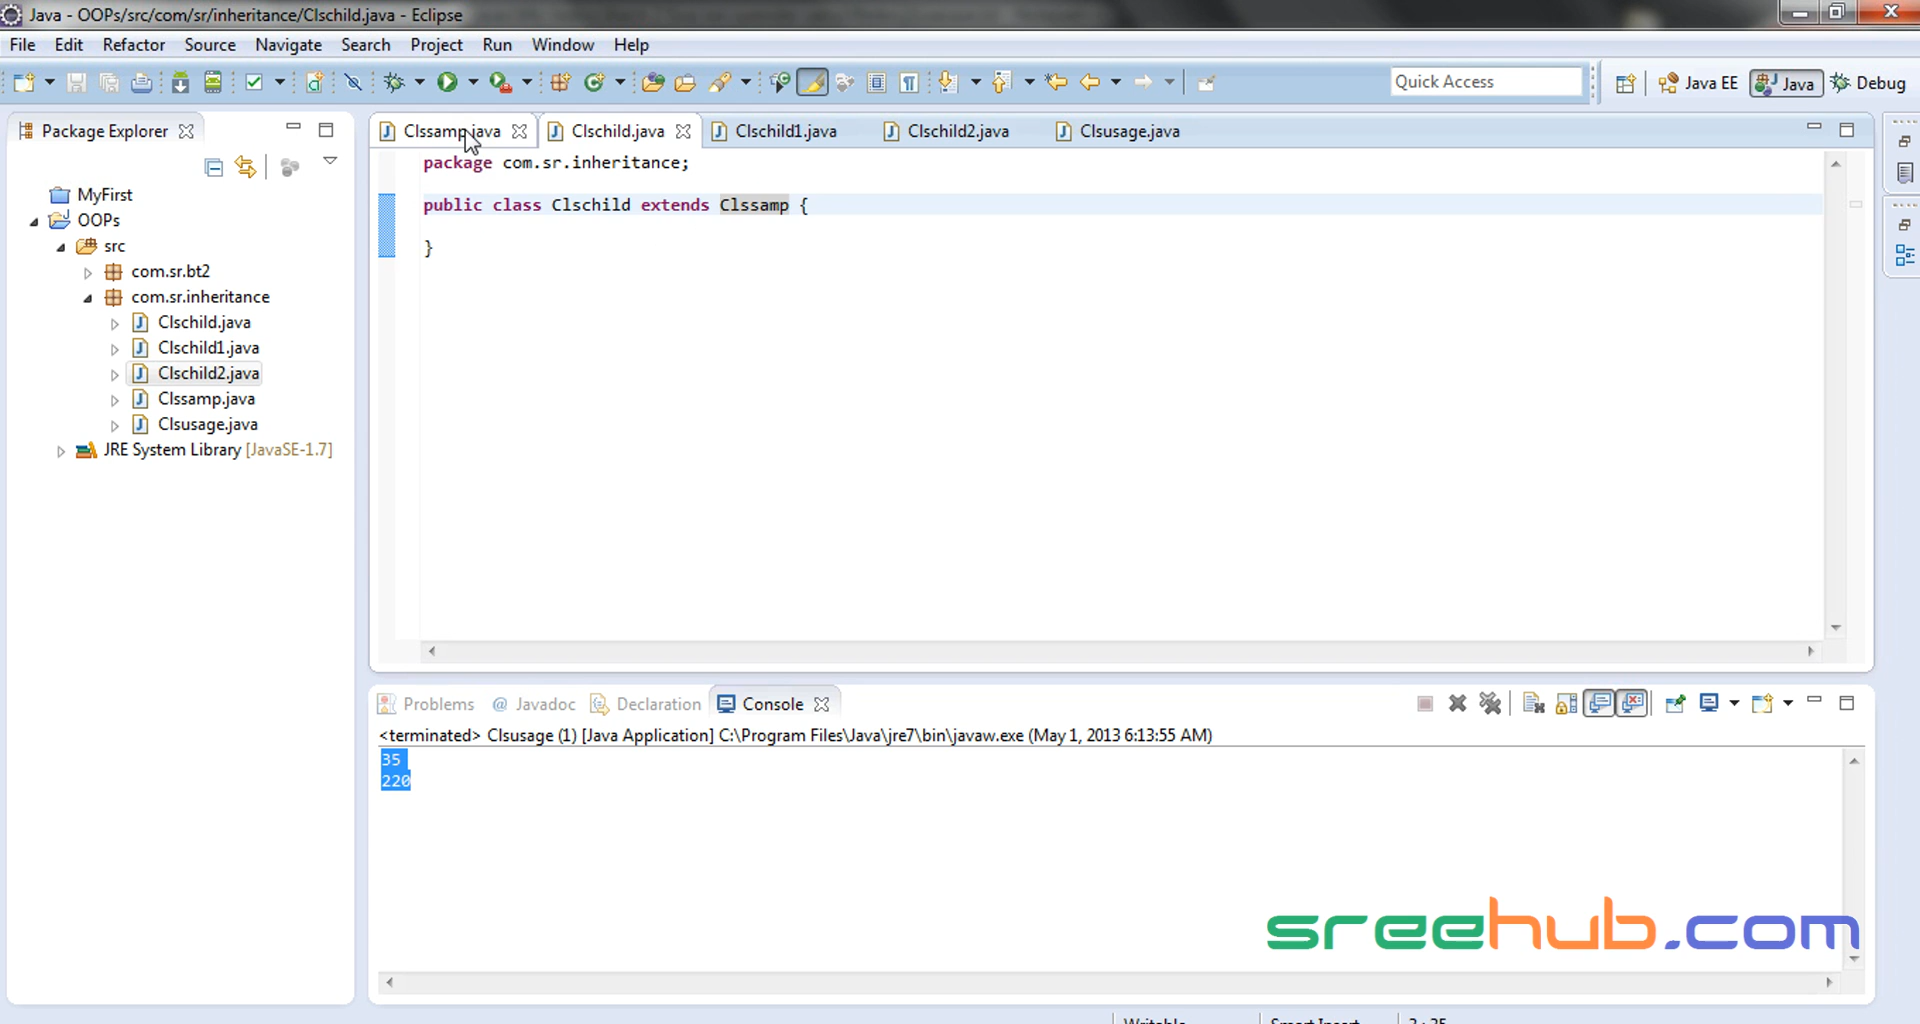 Java - OOPs/src/com/sr/inheritance/Clschild.java - Eclipse
File Edit Refactor Source Navigate Search Project Run Window Help
Quick Access
Java EE
Java
Debug
Package Explorer
MyFirst
OOPs
src
com.sr.bt2
com.sr.inheritance
Clschild.java
Clschild1.java
Clschild2.java
Clssamp.java
Clsusage.java
JRE System Library [JavaSE-1.7]
Clssamp.java Clschild.java Clschild1.java Clschild2.java Clsusage.java
package com.sr.inheritance;
public class Clschild extends Clssamp {
}
Problems @ Javadoc Declaration Console
<terminated> Clsusage (1) [Java Application] C:\Program Files\Java\jre7\bin\javaw.exe (May 1, 2013 6:13:55 AM)
35
220
sreehub.com